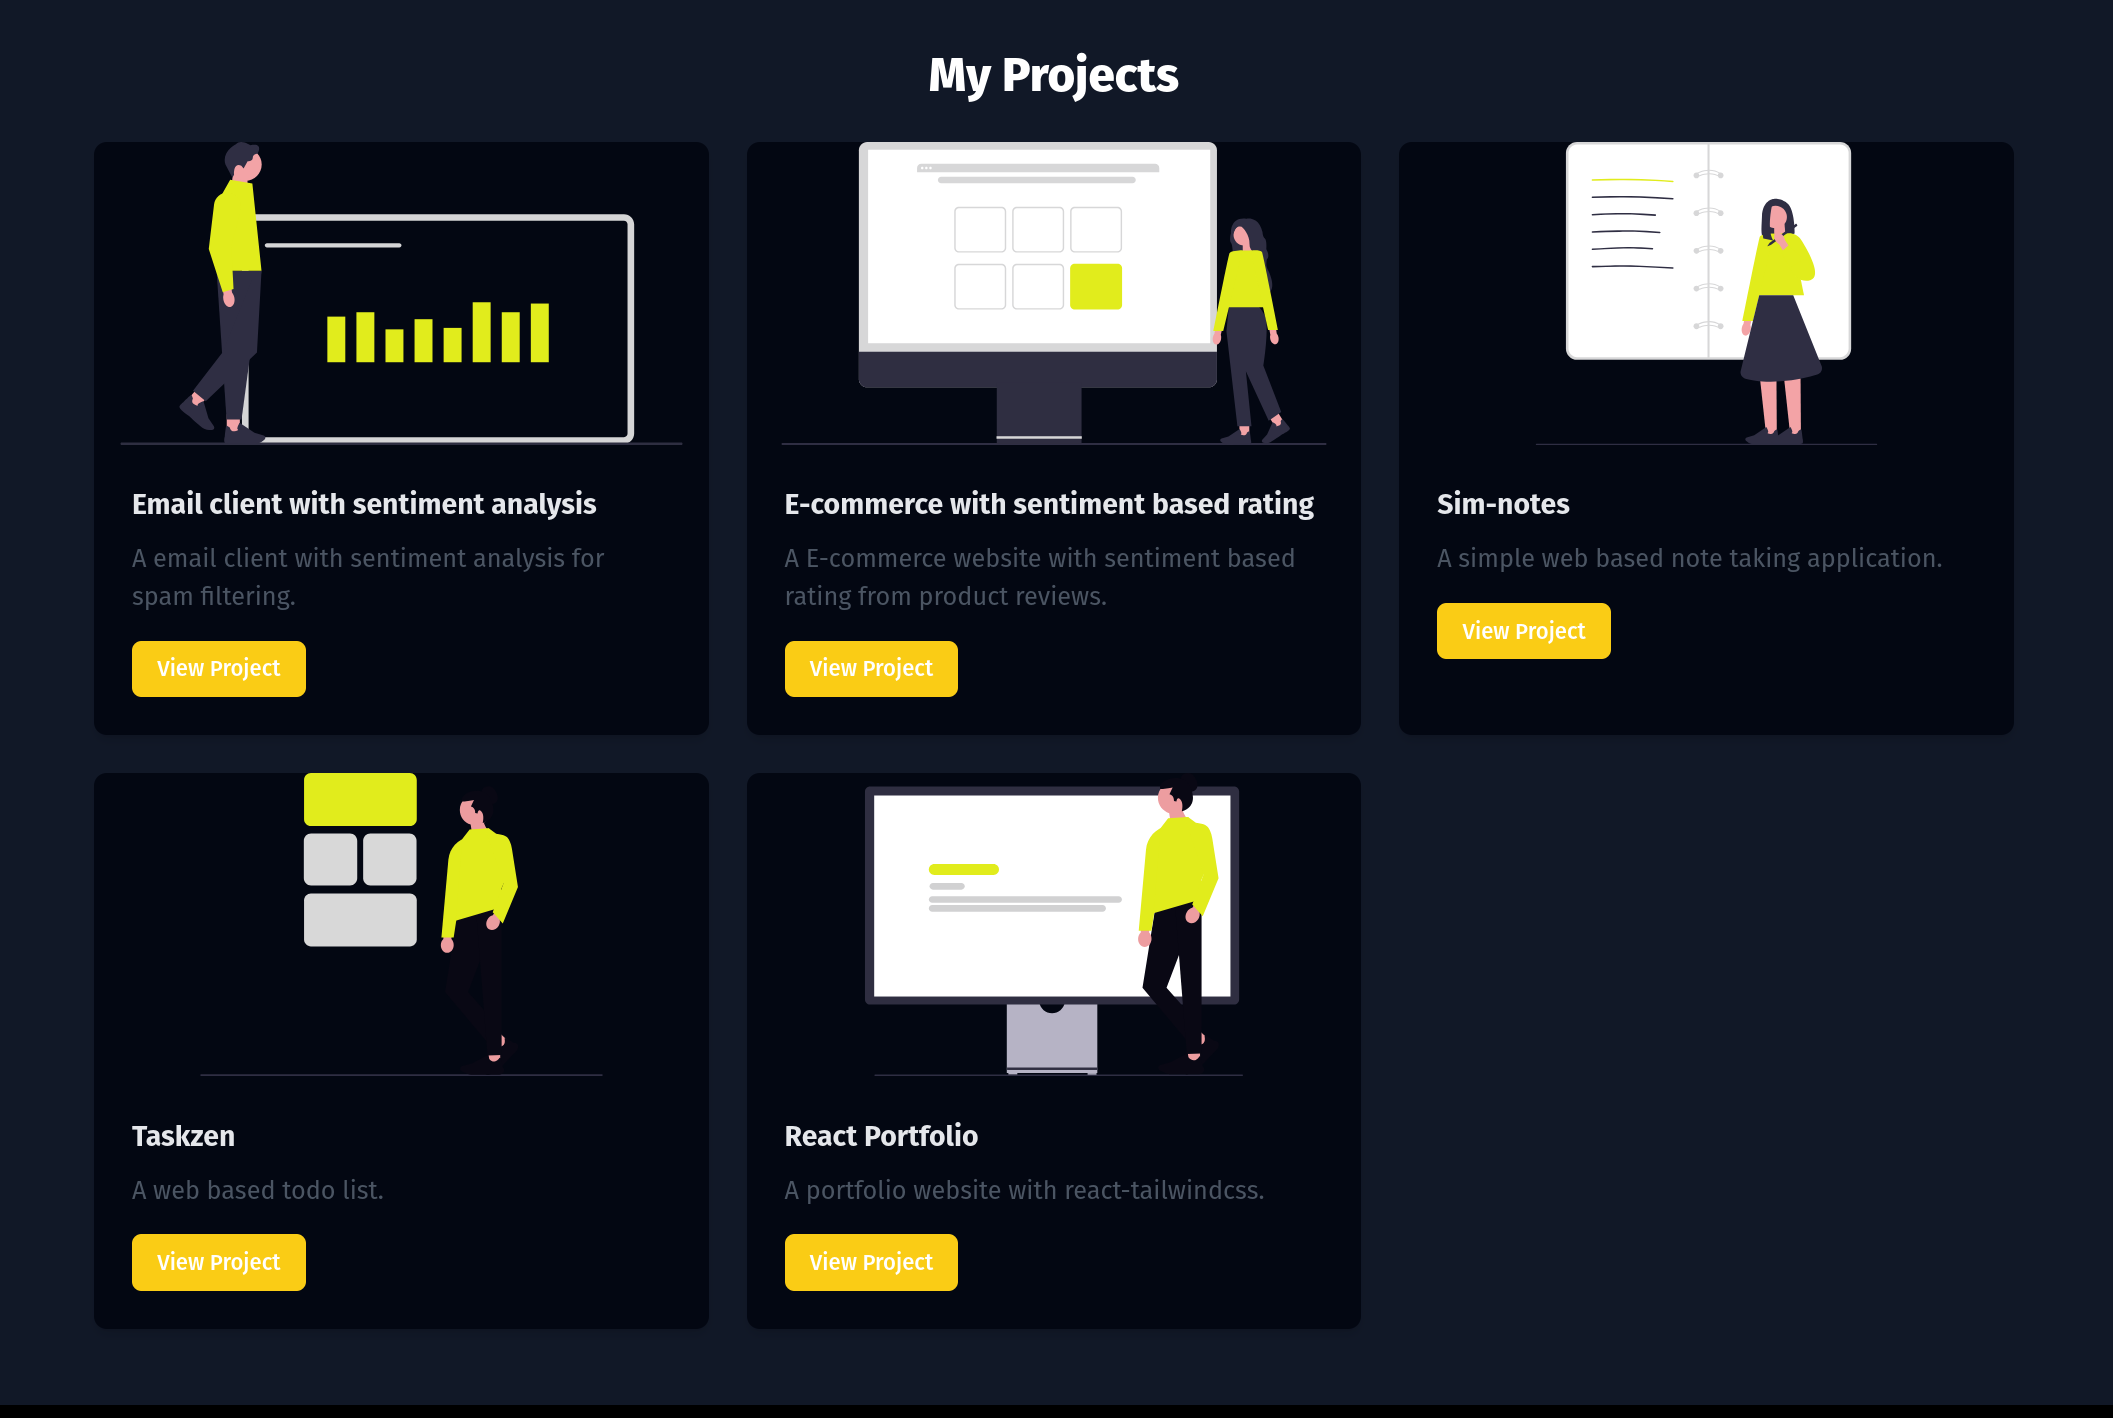 My Projects
Email client with sentiment analysis
A email client with sentiment analysis for
spam filtering.
View Project
E-commerce with sentiment based rating
A E-commerce website with sentiment based
rating from product reviews.
View Project
Sim-notes
A simple web based note taking application.
View Project
Taskzen
A web based todo list.
View Project
React Portfolio
A portfolio website with react-tailwindcss.
View Project